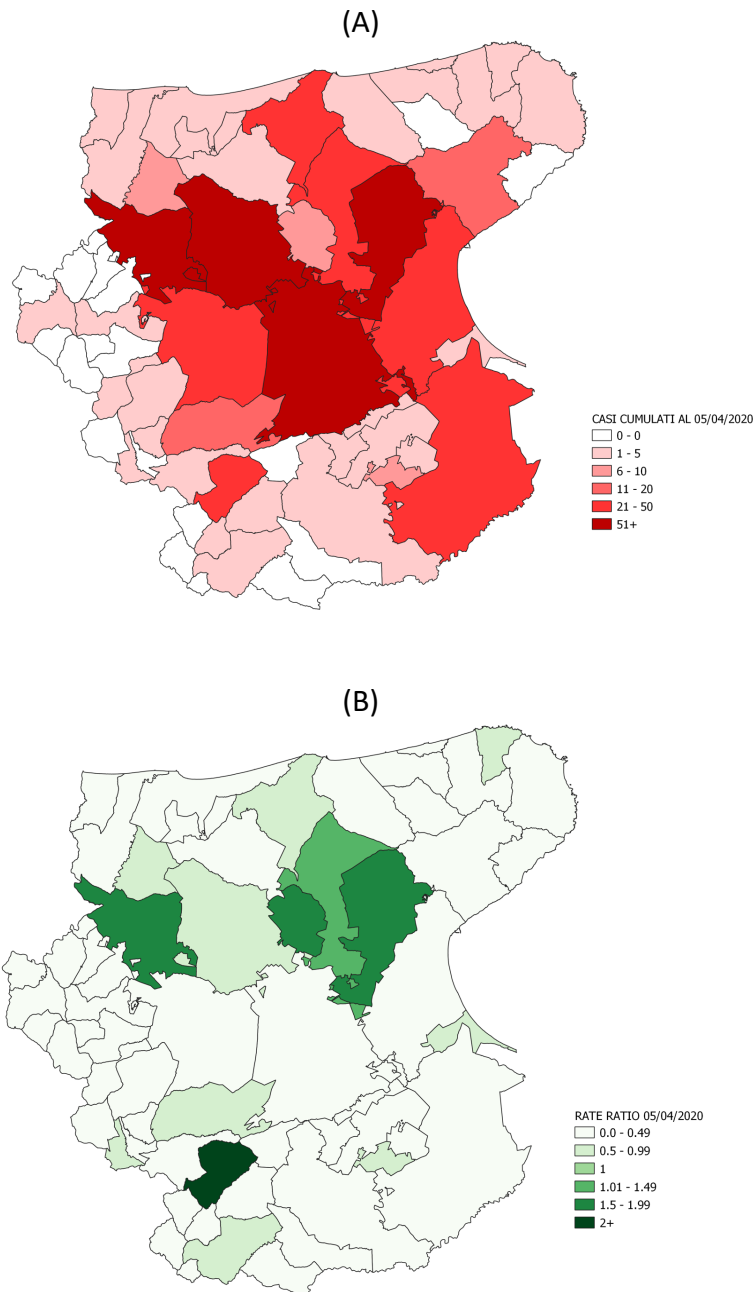 (A)
CASI CUMULATI AL 05/04/2020
0 - 0
1 - 5
6 - 10
11 - 20
21 - 50
51+
(B)
RATE RATIO 05/04/2020
0.0 - 0.49
0.5 - 0.99
1
1.01 - 1.49
1.5 - 1.99
2+